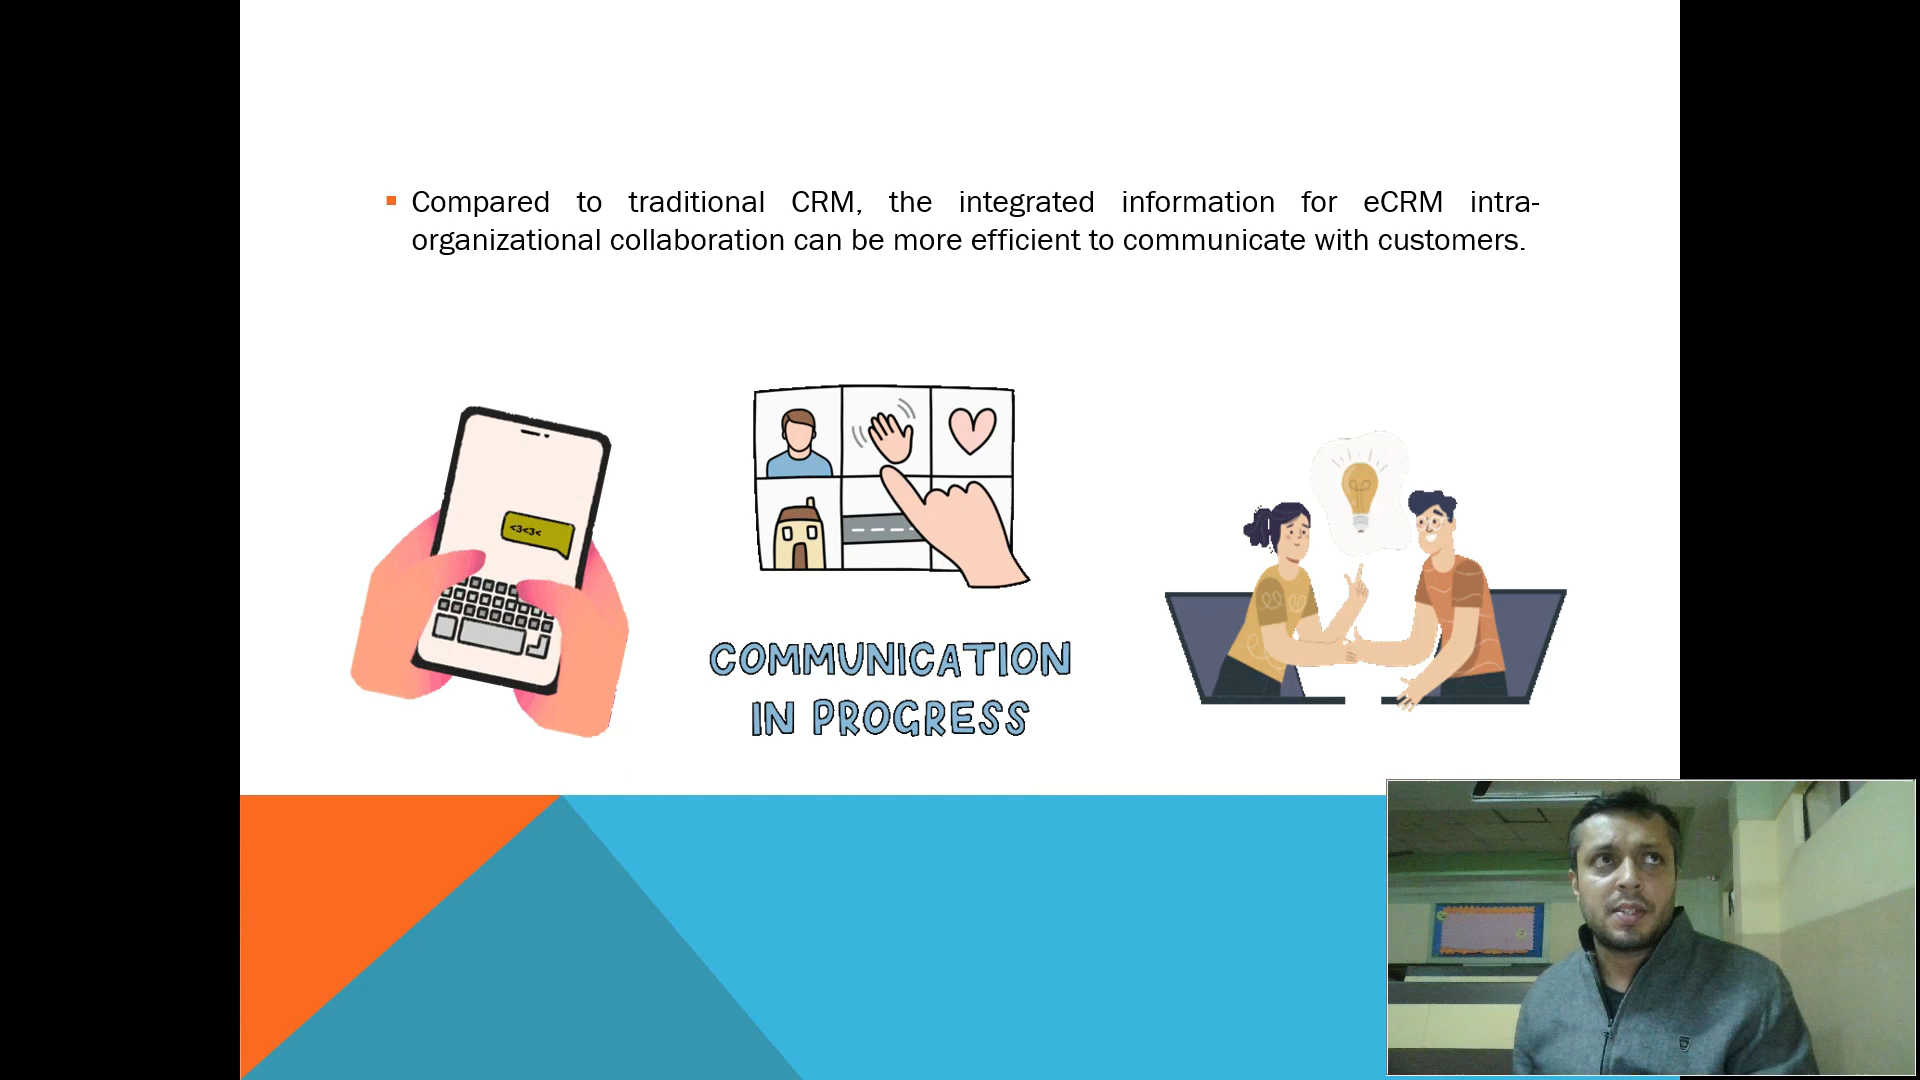 Compared to traditional CRM, the integrated information for eCRM intra-
organizational collaboration can be more efficient to communicate with customers.
<3<3<
COMMUNICATION
IN PROGRESS